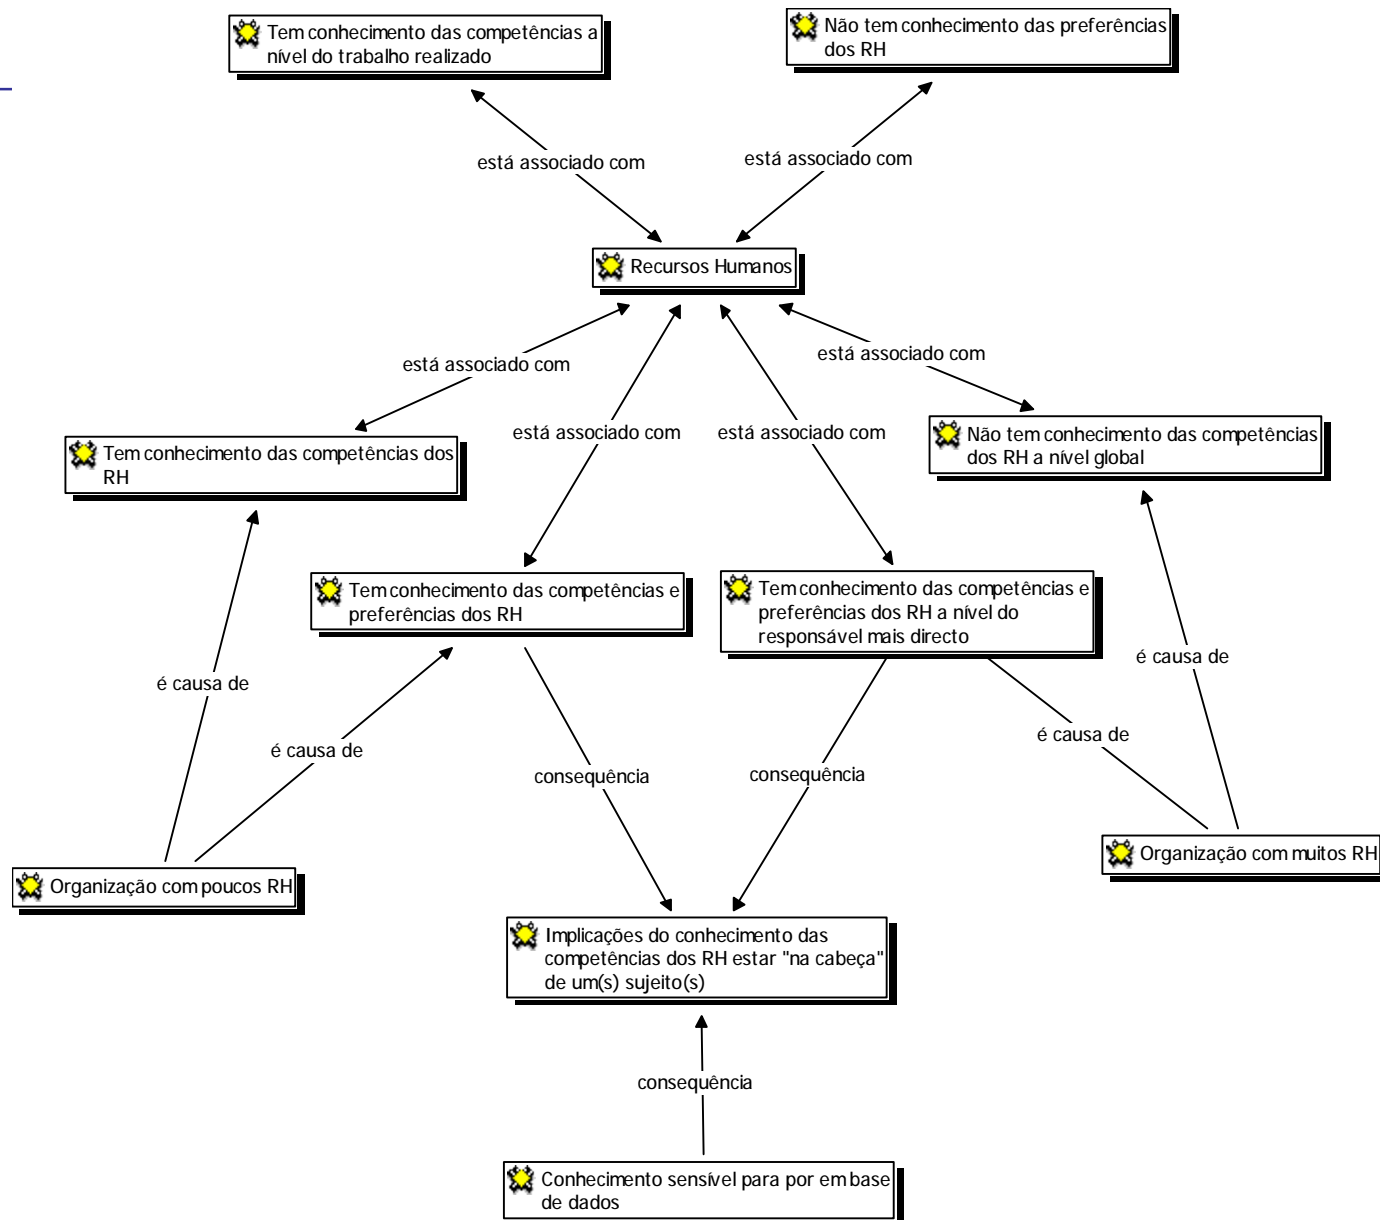 Tem conhecimento das competências a
nível do trabalho realizado
Não tem conhecimento das preferências
dos RH
está associado com
está associado com
Recursos Humanos
está associado com
está associado com
está associado com
está associado com
Tem conhecimento das competências dos
RH
Não tem conhecimento das competências
dos RH a nível global
Tem conhecimento das competências e
preferências dos RH
Tem conhecimento das competências e
preferências dos RH a nível do
responsável mais directo
é causa de
é causa de
é causa de
é causa de
consequência
consequência
Organização com poucos RH
Organização com muitos RH
Implicações do conhecimento das
competências dos RH estar "na cabeça"
de um(s) sujeito(s)
consequência
Conhecimento sensível para por em base
de dados